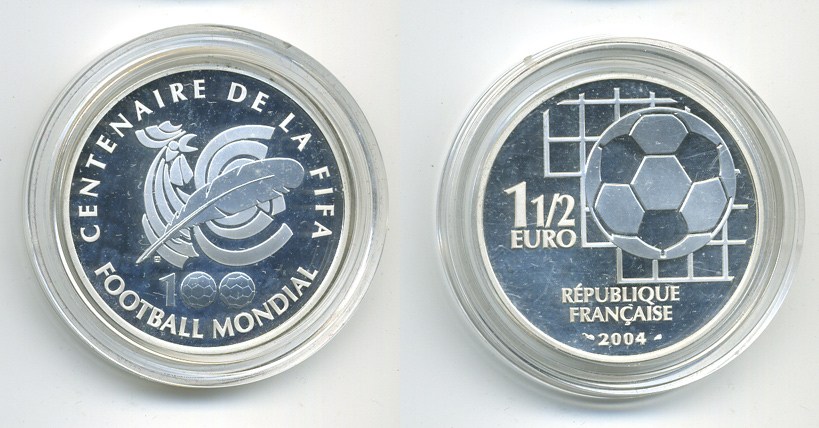 CENTENAIRE DE LA FIFA
100
FOOTBALL MONDIAL
1 1/2
EURO
RÉPUBLIQUE
FRANÇAISE
2004